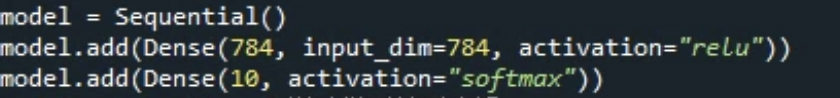 model = Sequential()
model.add(Dense(784, input_dim=784, activation="relu"))
model.add(Dense(10, activation="softmax"))